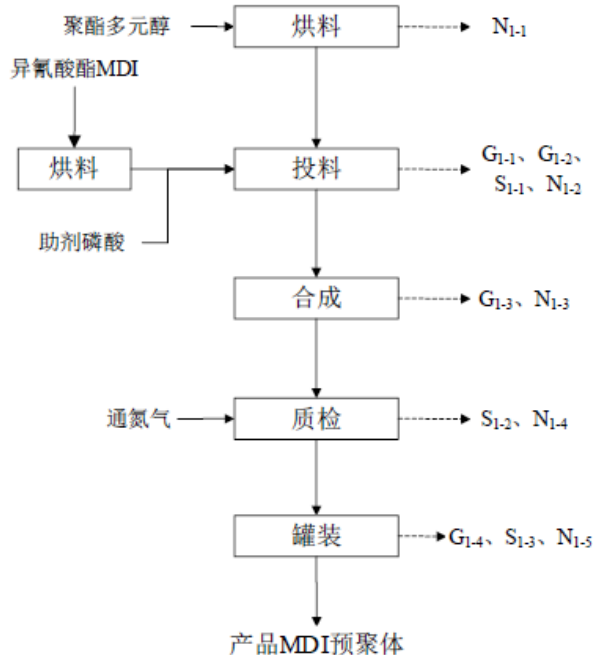 聚酯多元醇
烘料
N1-1
异氰酸酯MDI
烘料
投料
G1-1、G1-2、
S1-1、N1-2
助剂磷酸
合成
G1-3、N1-3
通氮气
质检
S1-2、N1-4
罐装
G1-4、S1-3、N1-5
产品MDI预聚体